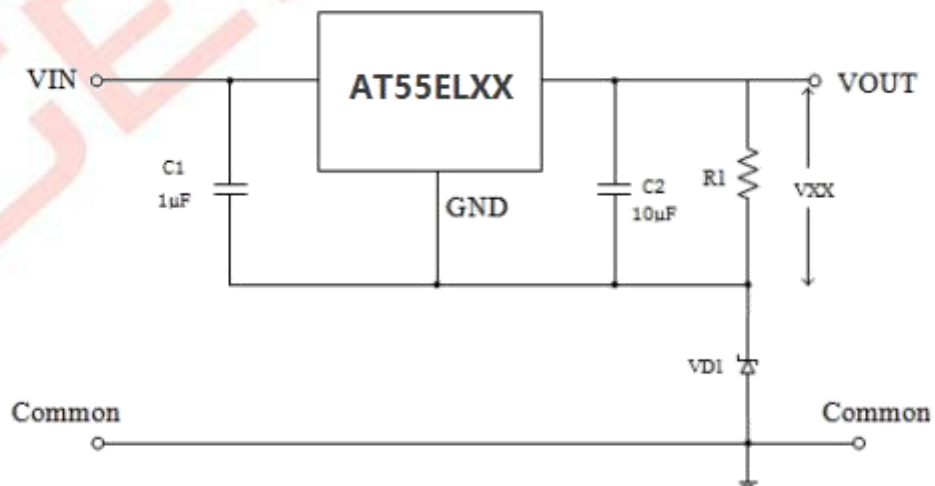 VIN
AT55ELXX
VOUT
C1
1μF
GND
C2
10μF
R1
VXX
VD1
Common
Common